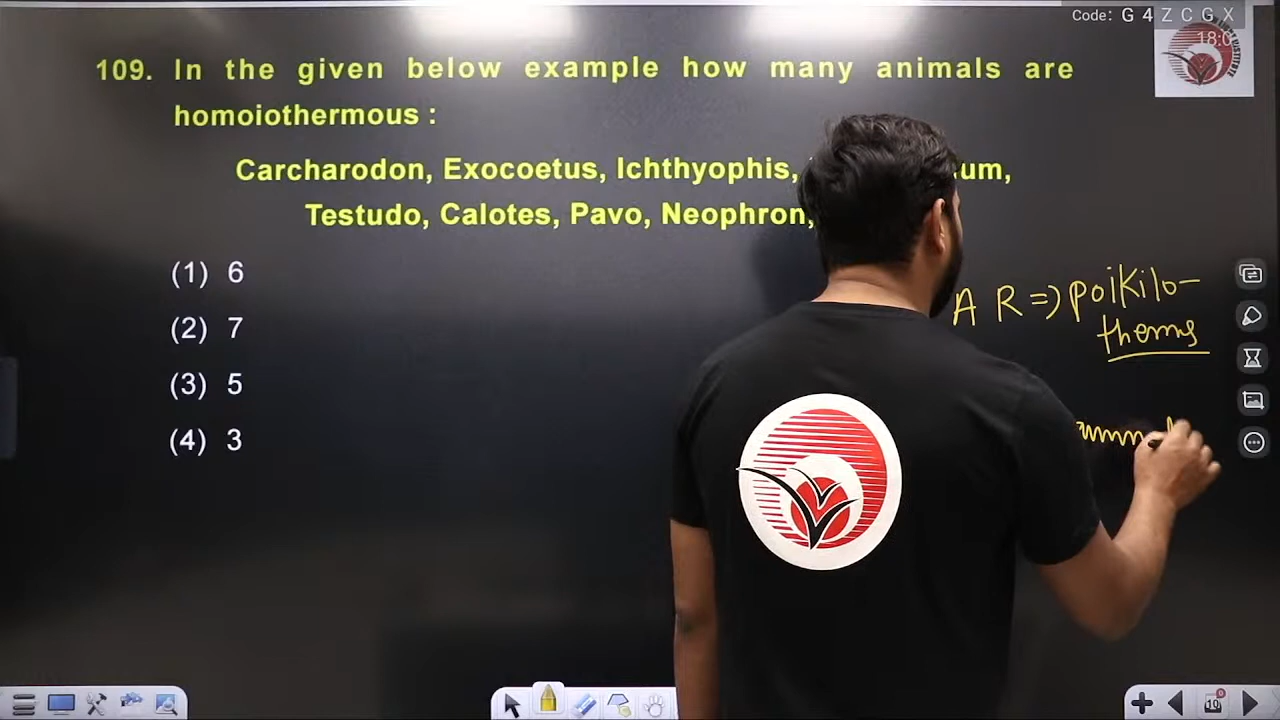 Code: G 4 Z C G X
109. In the given below example how many animals are
homoiothermous :
Carcharodon, Exocoetus, Ichthyophis,
Testudo, Calotes, Pavo, Neophron,
(1) 6
(2) 7
(3) 5
(4) 3
A R => poikilo-
therms